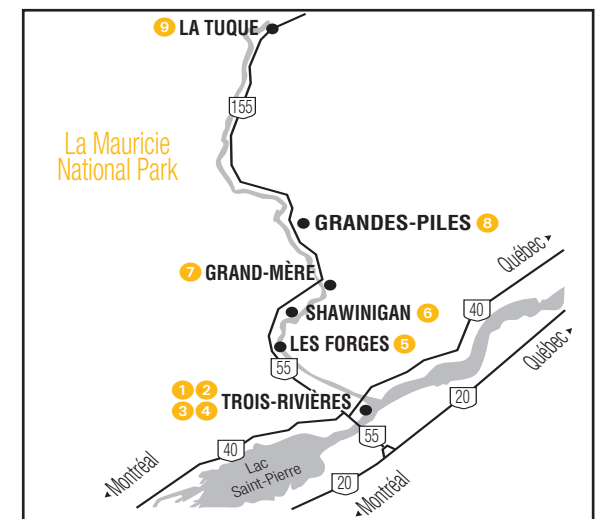 9 LA TUQUE
155
La Mauricie
National Park
GRANDES-PILES 8
Québec
7 GRAND-MÈRE
40
SHAWINIGAN 6
LES FORGES 5
Québec
55
1 2
3 4
TROIS-RIVIÈRES
20
55
40
Lac
Saint-Pierre
Montréal
20
Montréal